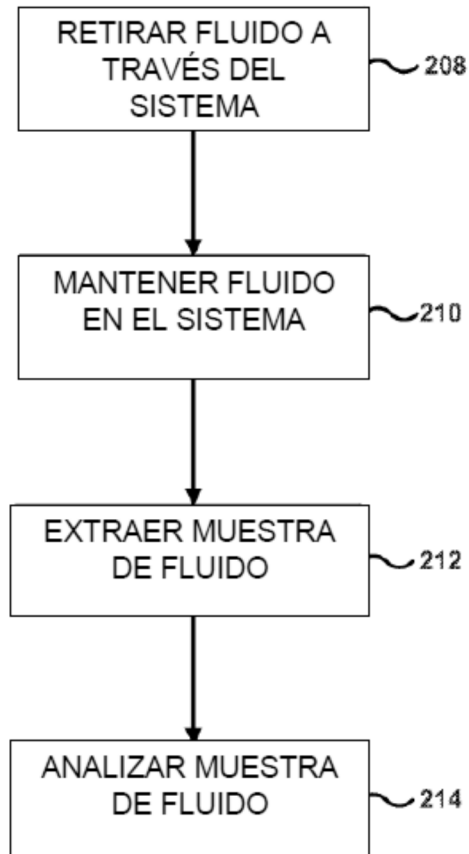 RETIRAR FLUIDO A
TRAVÉS DEL
SISTEMA
208
MANTENER FLUIDO
EN EL SISTEMA
210
EXTRAER MUESTRA
DE FLUIDO
212
ANALIZAR MUESTRA
DE FLUIDO
214